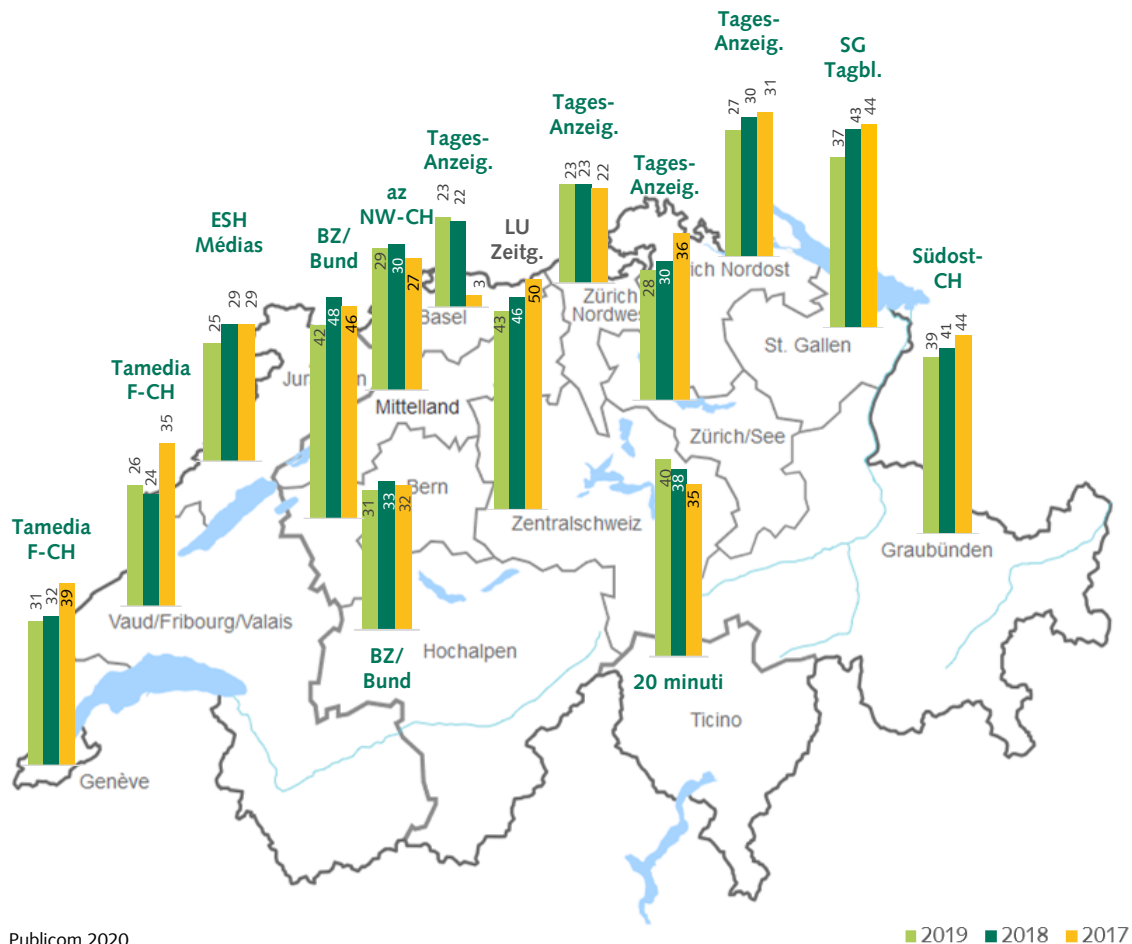 Tages-
Anzeig.
27
30
31
SG
Tagbl.
37
43
44
Tages-
Anzeig.
23
23
22
Tages-
Anzeig.
23
22
3
Tages-
Anzeig.
28
30
36
az
NW-CH
29
30
27
LU
Zeitg.
43
46
50
ESH
Médias
25
29
29
BZ/
Bund
42
48
46
Südost-
CH
39
41
44
Tamedia
F-CH
26
24
35
Tamedia
F-CH
31
32
39
31
33
32
BZ/
Bund
40
38
35
20 minuti
Nordost
Basel
Zürich
St. Gallen
Mittelland
Zürich/See
Bern
Zentralschweiz
Graubünden
Vaud/Fribourg/Valais
Hochalpen
Ticino
Genève
Publicom 2020
2019 2018 2017